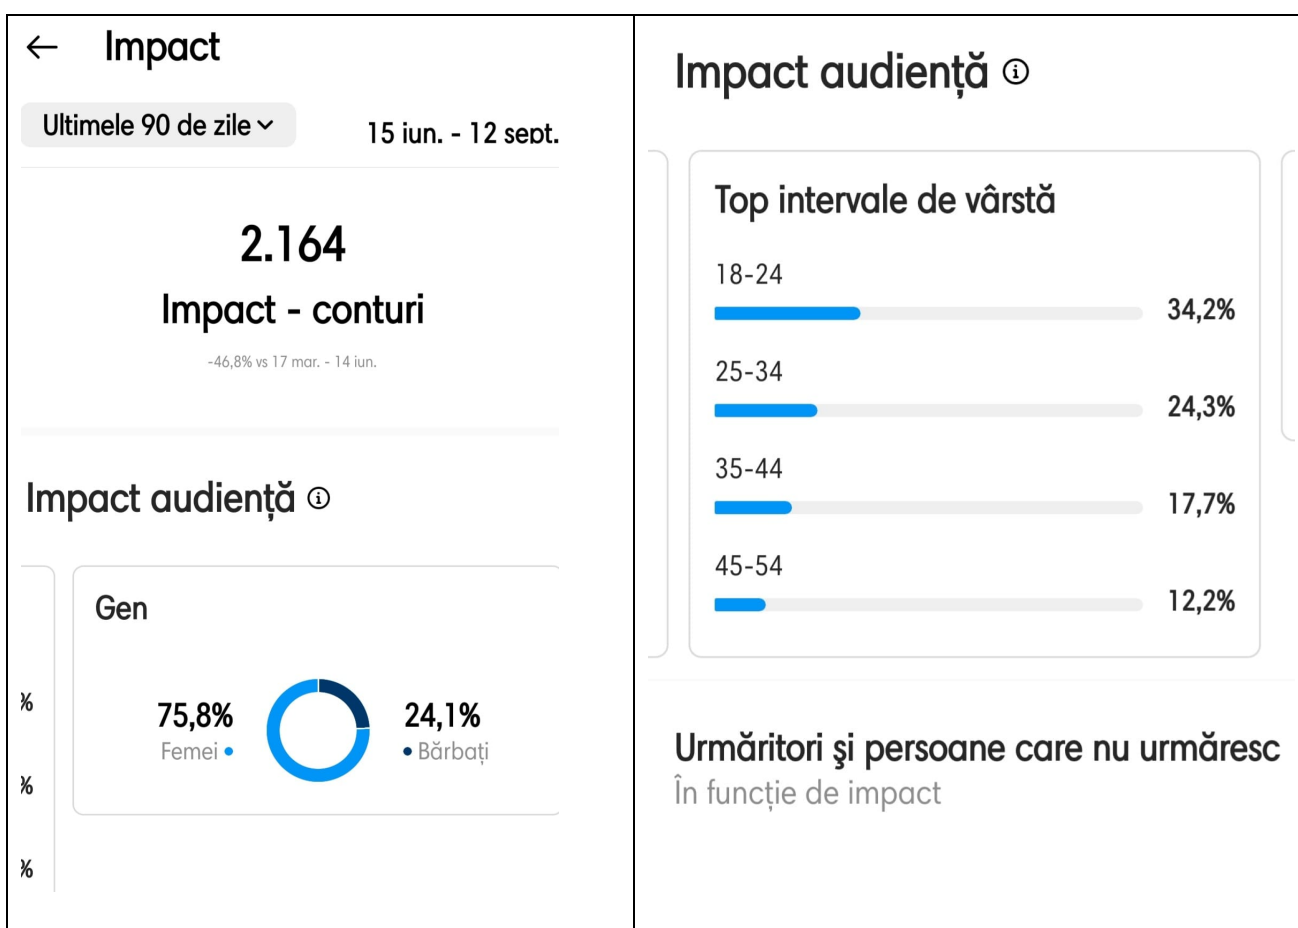 Impact
Ultimele 90 de zile
15 iun. - 12 sept.
2.164
Impact - conturi
-46,8% vs 17 mar. - 14 iun.
Impact audiență
Gen
%
%
%
75,8%
Femei
24,1%
Bărbați
Impact audiență
Top intervale de vârstă
18-24
34,2%
25-34
24,3%
35-44
17,7%
45-54
12,2%
Urmăritori şi persoane care nu urmăresc
În funcție de impact